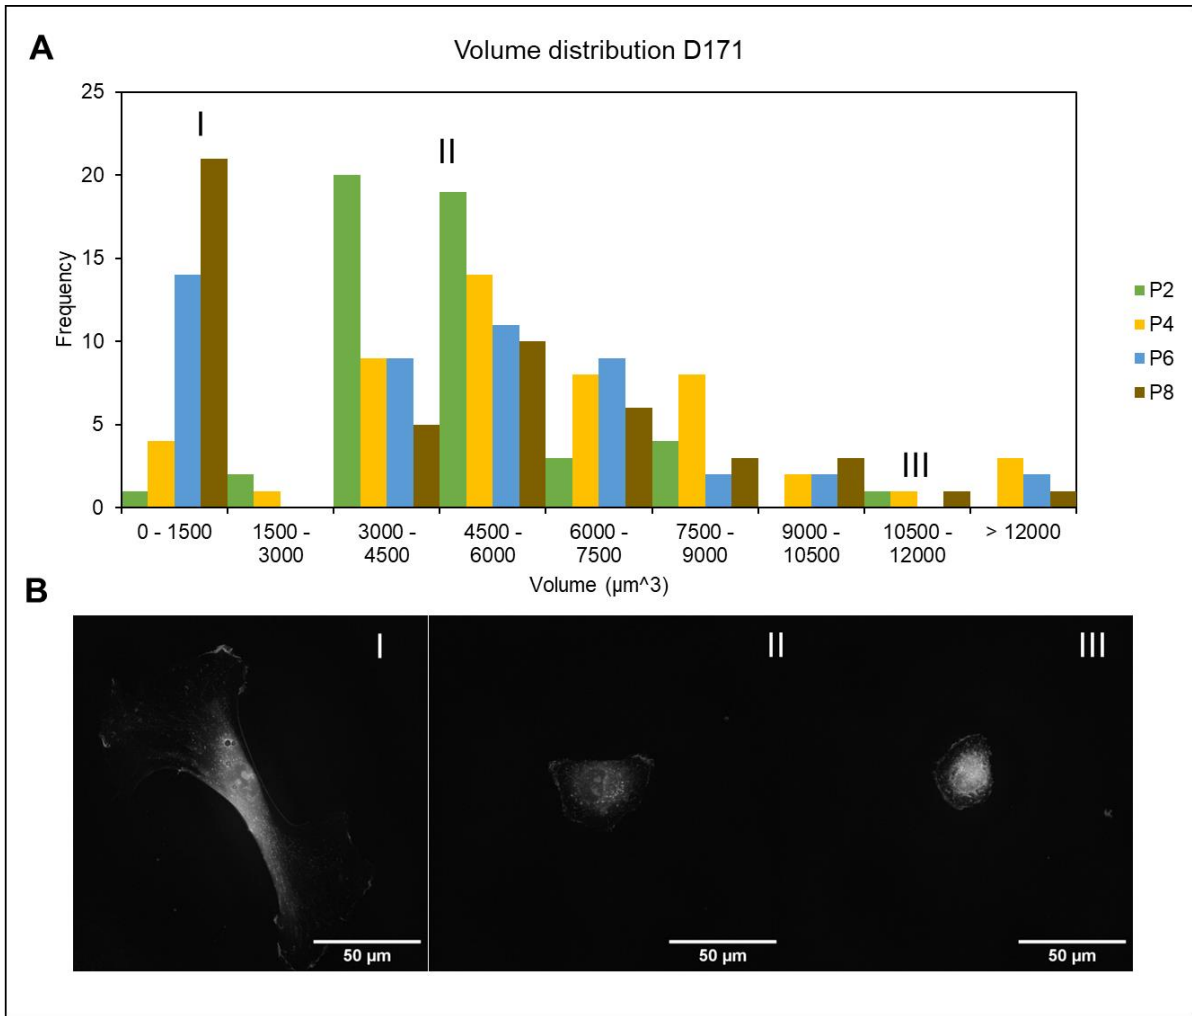 A
Volume distribution D171
25
20
15
10
5
0
Frequency
I
II
III
0 - 1500
1500 -
3000
3000 -
4500
4500 -
6000
6000 -
7500
7500 -
9000
9000 -
10500
10500 -
12000
> 12000
Volume (µm^3)
P2
P4
P6
P8
B
I
II
III
50 µm
50 µm
50 µm